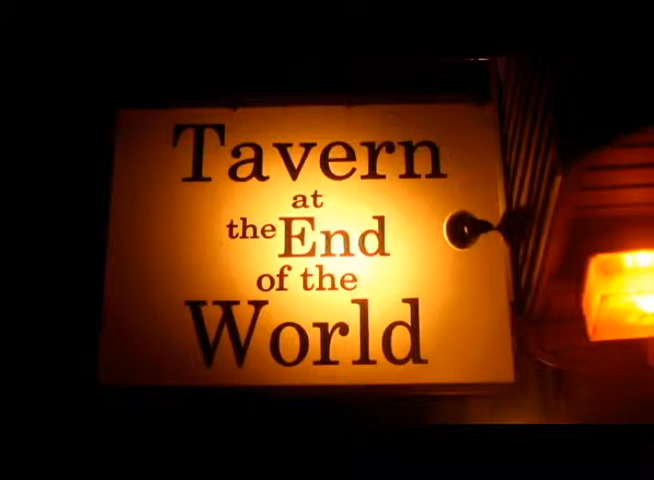 Tavern
at
the End
of the
World